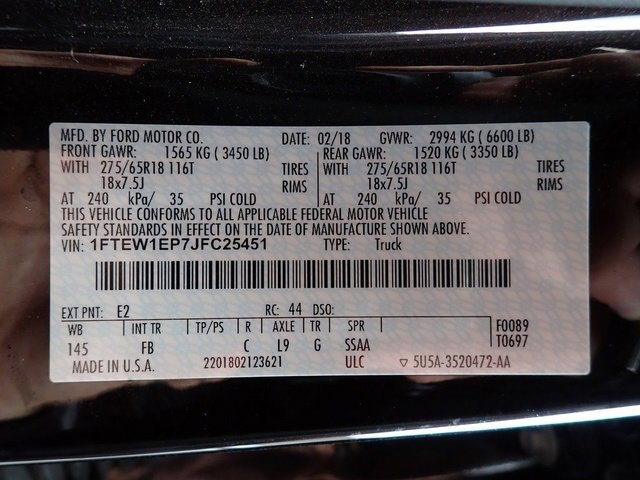 MFD. BY FORD MOTOR CO. DATE: 02/18 GVWR: 2994 KG ( 6600 LB)
FRONT GAWR: 1565 KG ( 3450 LB) REAR GAWR: 1520 KG ( 3350 LB)
WITH 275/65R18 116T TIRES WITH 275/65R18 116T TIRES
18x7.5J RIMS 18x7.5J RIMS
AT 240 kPa/ 35 PSI COLD AT 240 kPa/ 35 PSI COLD
THIS VEHICLE CONFORMS TO ALL APPLICABLE FEDERAL MOTOR VEHICLE
SAFETY STANDARDS IN EFFECT ON THE DATE OF MANUFACTURE SHOWN ABOVE.
VIN: 1FTEW1EP7JFC25451 TYPE: Truck
EXT PNT: E2 RC: 44 DSO:
WB INT TR TP/PS R AXLE TR SPR F0089
145 FB C L9 G SSAA T0697
MADE IN U.S.A. 2201802123621 ULC ▽ 5U5A-3520472-AA